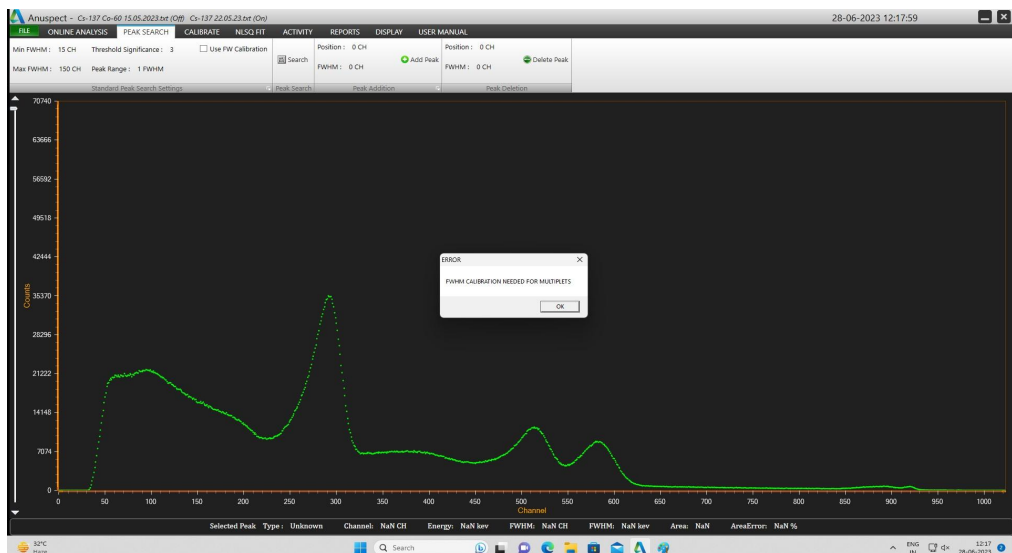 Anuspect - Cs-137 Co-60 15.05.2023.txt (Off) Cs-137 22.05.23.txt (On) 28-06-2023 12:17:59
FILE ONLINE ANALYSIS PEAK SEARCH CALIBRATE NLSQ FIT ACTIVITY REPORTS DISPLAY USER MANUAL
Min FWHM : 15 CH Threshold Significance : 3 Use FW Calibration Search Position : 0 CH Add Peak Position : 0 CH Delete Peak
Max FWHM : 150 CH Peak Range : 1 FWHM FWHM : 0 CH FWHM : 0 CH
Standard Peak Search Settings Peak Search Peak Addition Peak Deletion
70740
63666
56592
49518
42444
35370
28296
21222
14148
7074
0
Counts
ERROR
FWHM CALIBRATION NEEDED FOR MULTIPLETS
OK
0 50 100 150 200 250 300 350 400 450 500 550 600 650 700 750 800 850 900 950 1000
Channel
Selected Peak Type : Unknown Channel: NaN CH Energy: NaN kev FWHM: NaN CH FWHM: NaN kev Area: NaN AreaError: NaN %
32°C Search ENG 12:17
Haze IN 28-06-2023